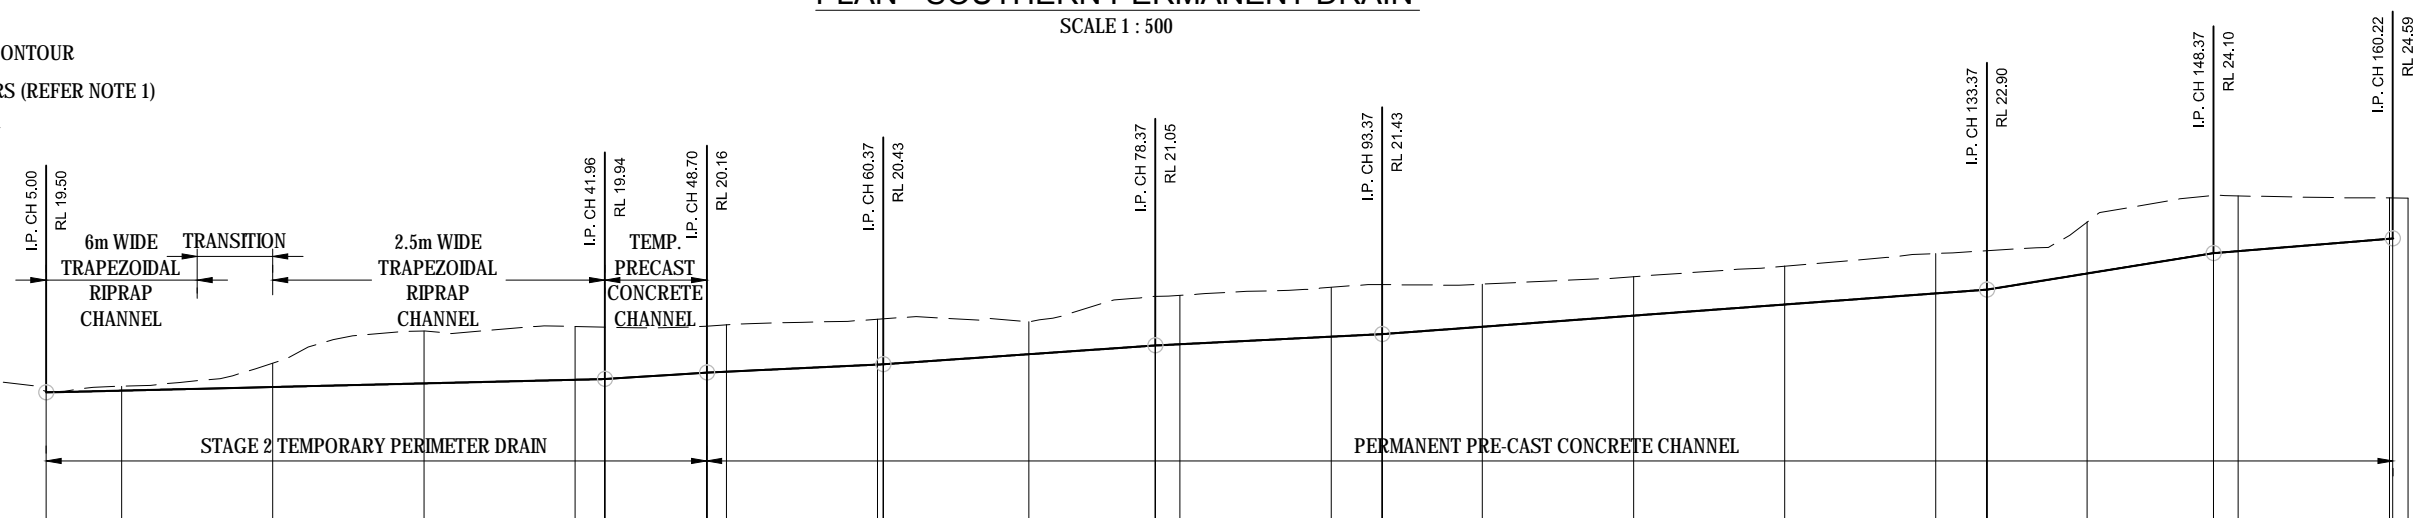 PLAN - SOUTHERN PERMANENT DRAIN
SCALE 1 : 500
ONTOUR
RS (REFER NOTE 1)
I.P. CH 5.00
RL 19.50
I.P. CH 41.96
RL 19.94
I.P. CH 48.70
RL 20.16
I.P. CH 60.37
RL 20.43
I.P. CH 78.37
RL 21.05
I.P. CH 93.37
RL 21.43
I.P. CH 133.37
RL 22.90
I.P. CH 148.37
RL 24.10
I.P. CH 160.22
RL 24.59
6m WIDE
TRAPEZOIDAL
RIPRAP
CHANNEL
TRANSITION
2.5m WIDE
TRAPEZOIDAL
RIPRAP
CHANNEL
TEMP.
PRECAST
CONCRETE
CHANNEL
STAGE 2 TEMPORARY PERIMETER DRAIN
PERMANENT PRE-CAST CONCRETE CHANNEL